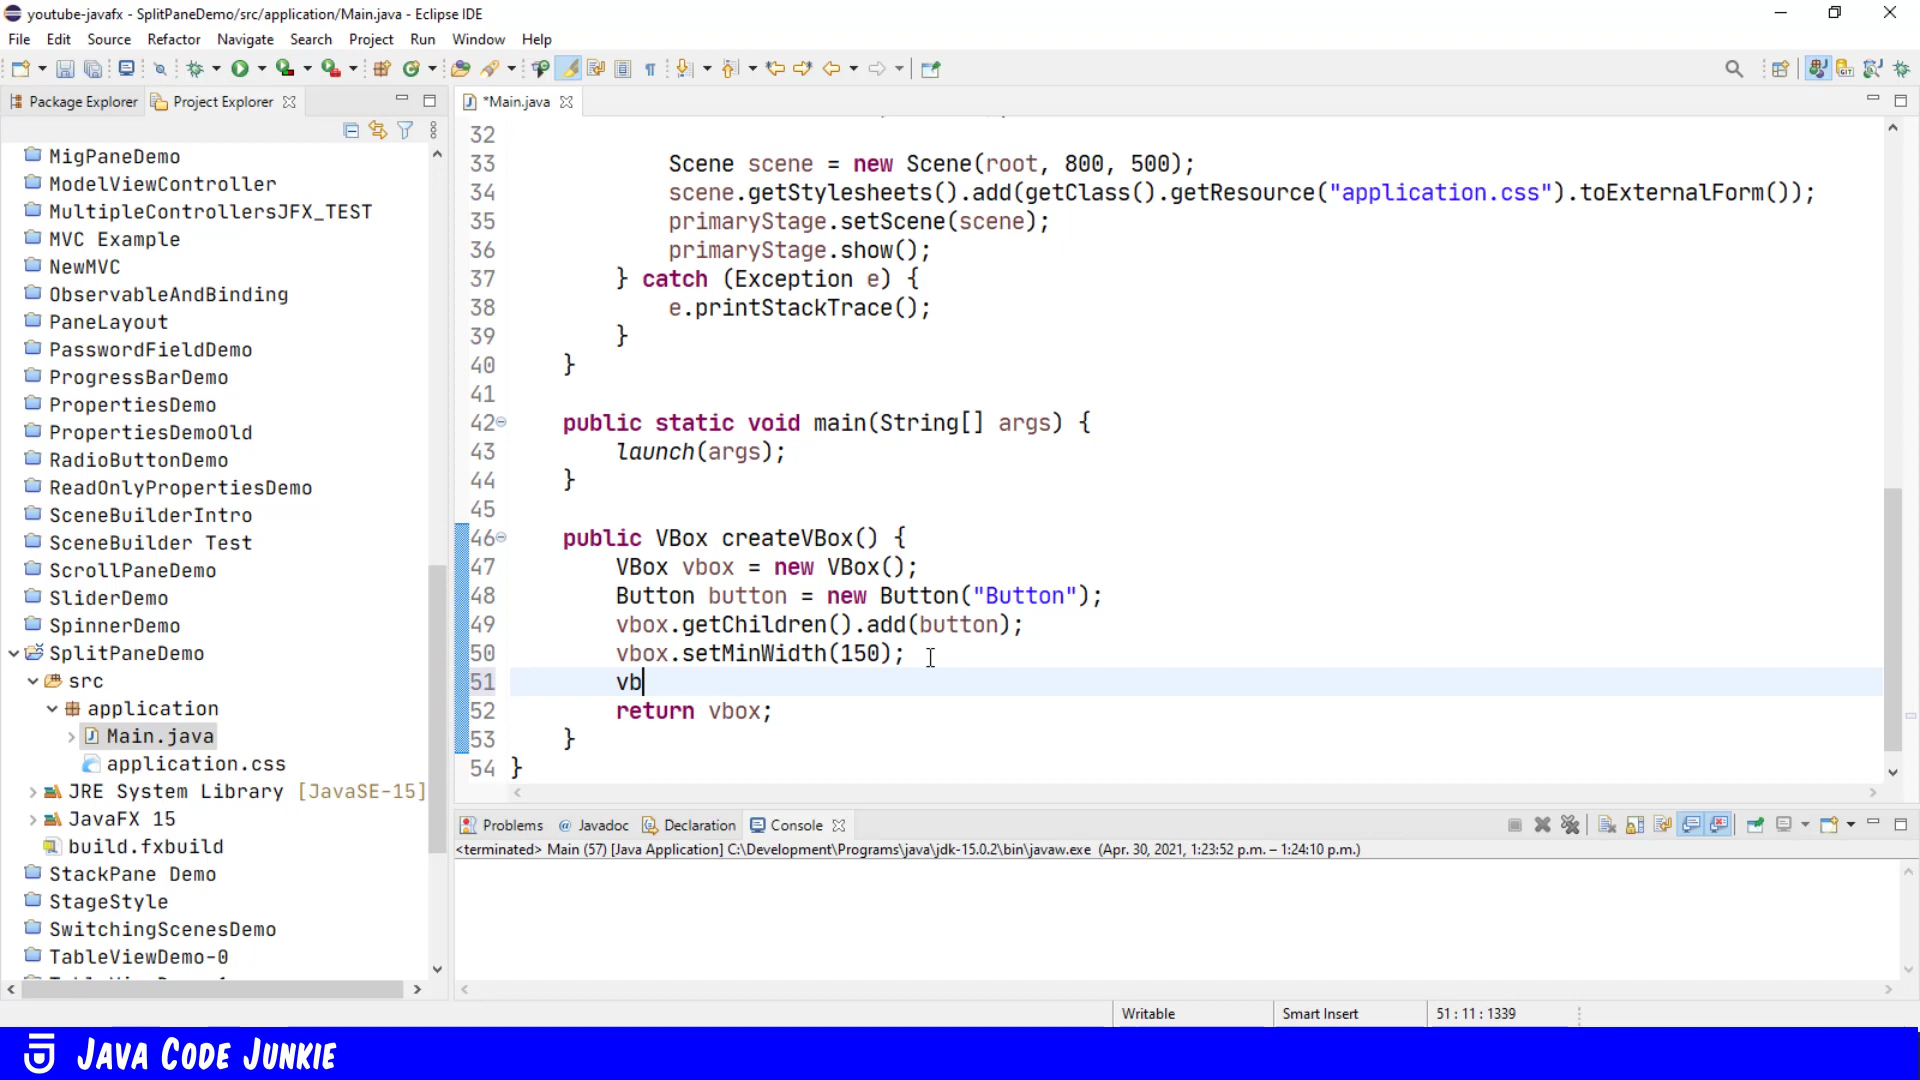 youtube-javafx - SplitPaneDemo/src/application/Main.java - Eclipse IDE
File Edit Source Refactor Navigate Search Project Run Window Help
Package Explorer Project Explorer *Main.java
MigPaneDemo
ModelViewController
MultipleControllersJFX_TEST
MVC Example
NewMVC
ObservableAndBinding
PaneLayout
PasswordFieldDemo
ProgressBarDemo
PropertiesDemo
PropertiesDemoOld
RadioButtonDemo
ReadOnlyPropertiesDemo
SceneBuilderIntro
SceneBuilder Test
ScrollPaneDemo
SliderDemo
SpinnerDemo
SplitPaneDemo
src
application
Main.java
application.css
JRE System Library [JavaSE-15]
JavaFX 15
build.fxbuild
StackPane Demo
StageStyle
SwitchingScenesDemo
TableViewDemo-0
32
33 Scene scene = new Scene(root, 800, 500);
34 scene.getStylesheets().add(getClass().getResource("application.css").toExternalForm());
35 primaryStage.setScene(scene);
36 primaryStage.show();
37 } catch (Exception e) {
38 e.printStackTrace();
39 }
40 }
41
42 public static void main(String[] args) {
43 launch(args);
44 }
45
46 public VBox createVBox() {
47 VBox vbox = new VBox();
48 Button button = new Button("Button");
49 vbox.getChildren().add(button);
50 vbox.setMinWidth(150);
51 vb
52 return vbox;
53 }
54 }
Problems @ Javadoc Declaration Console
<terminated> Main (57) [Java Application] C:\Development\Programs\java\jdk-15.0.2\bin\javaw.exe (Apr. 30, 2021, 1:23:52 p.m. – 1:24:10 p.m.)
Writable Smart Insert 51 : 11 : 1339
JAVA CODE JUNKIE